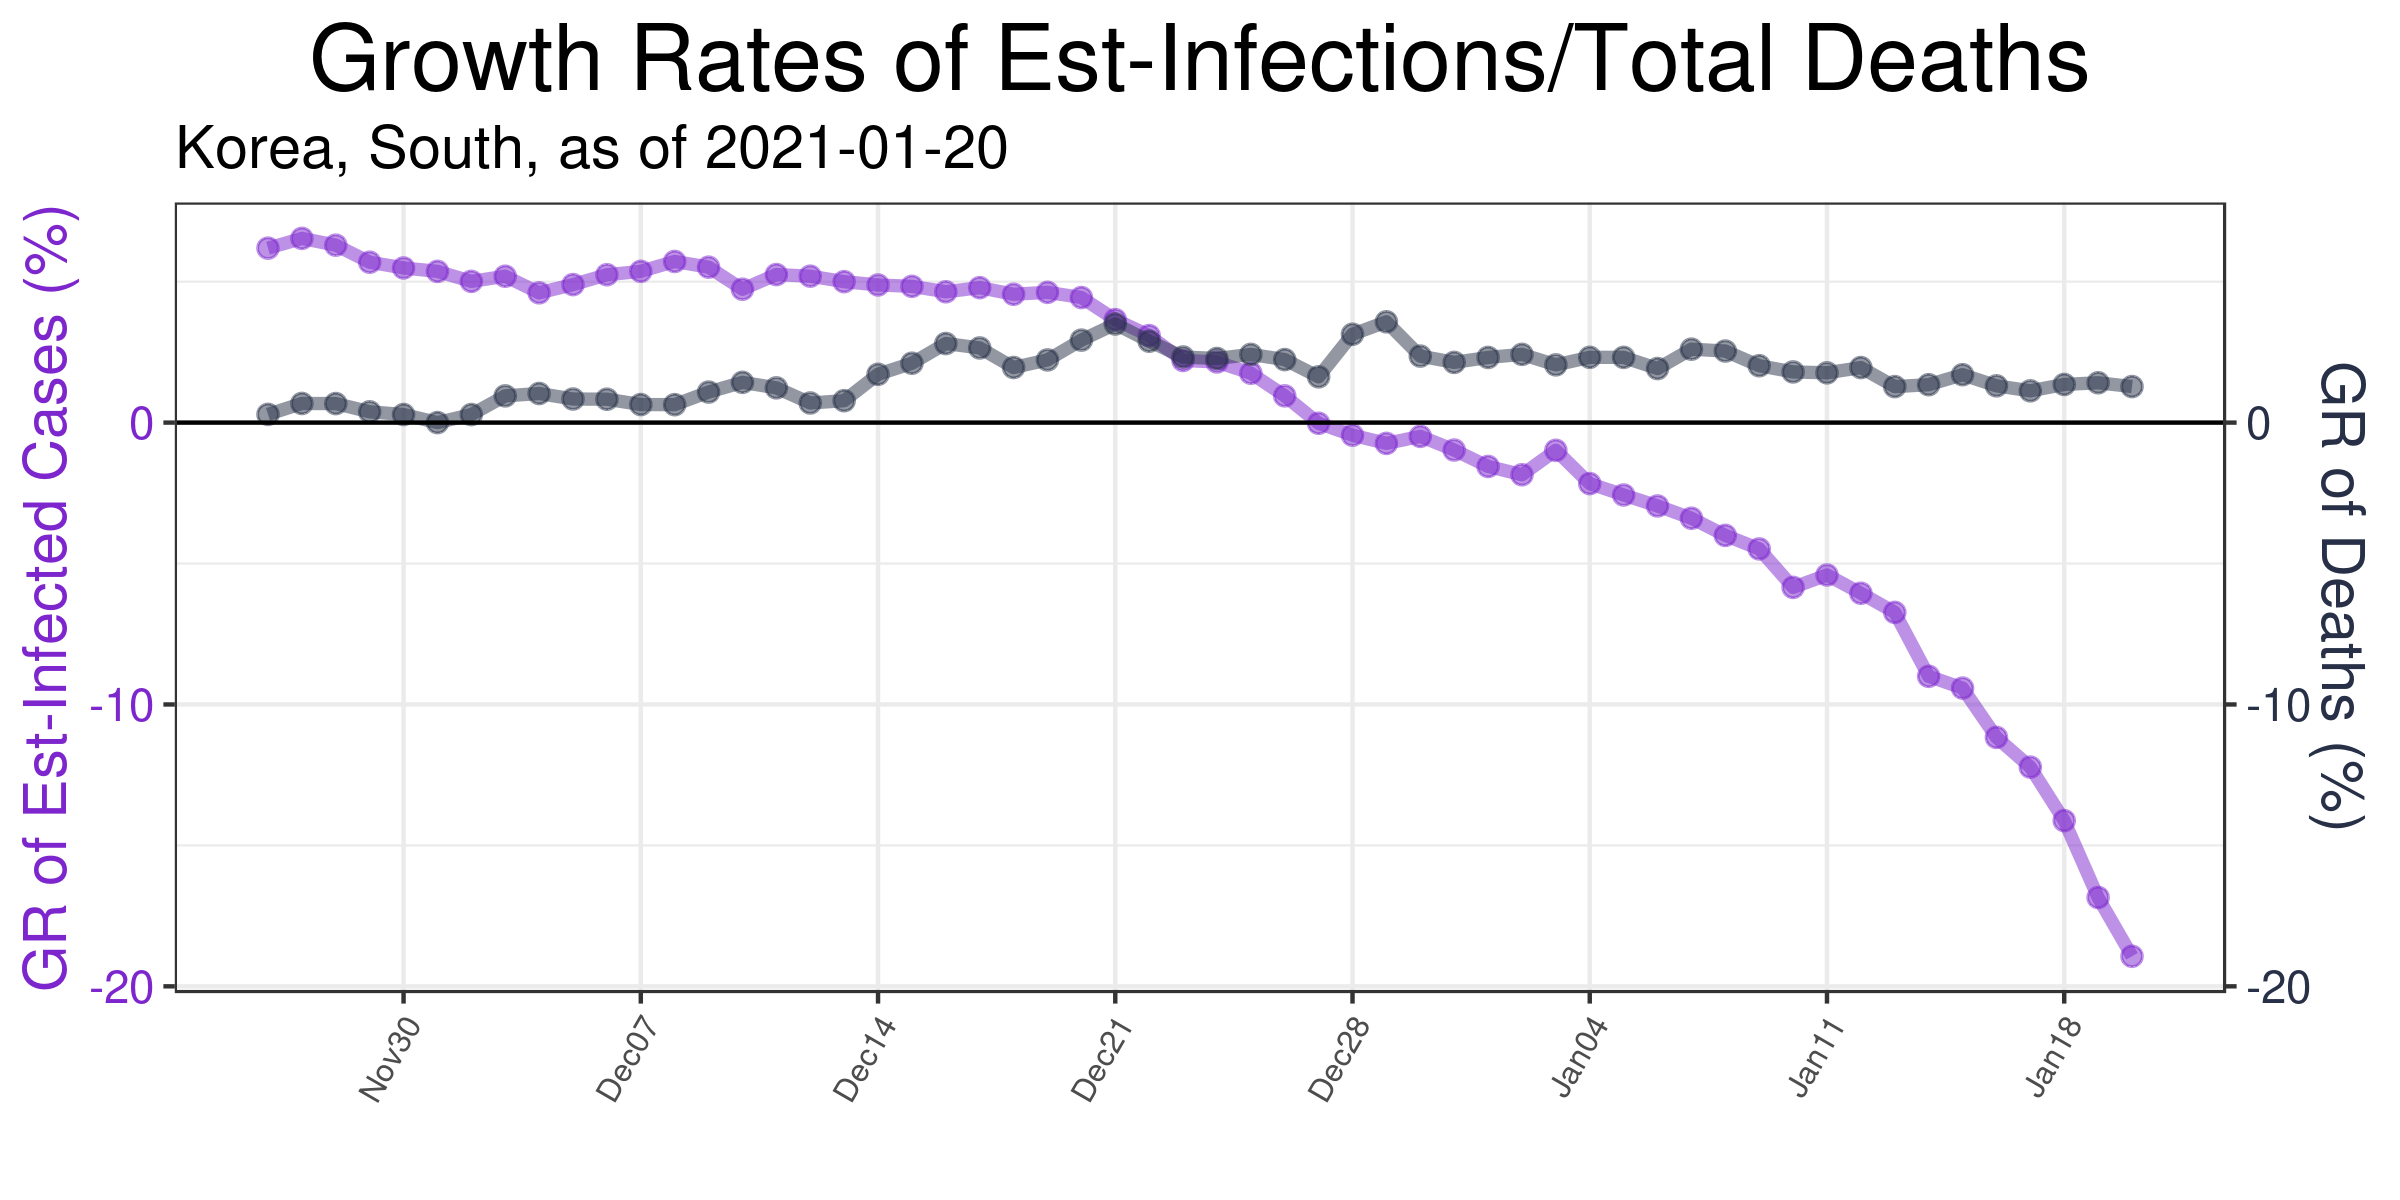 Growth Rates of Est-Infections/Total Deaths
Korea, South, as of 2021-01-20
GR of Est-Infected Cases (%)
0
-10
-20
0
-10
-20
GR of Deaths (%)
Nov30
Dec07
Dec14
Dec21
Dec28
Jan04
Jan11
Jan18